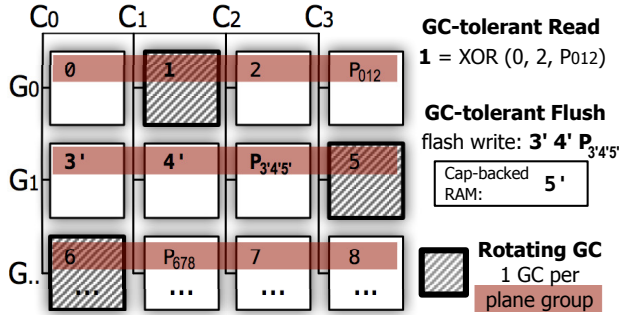 C0 C1 C2 C3
G0 0 1 2 P012
G1 3' 4' P3'4'5' 5
G.. 6 P678 7 8
... ... ... ...
GC-tolerant Read
1 = XOR (0, 2, P012)
GC-tolerant Flush
flash write: 3' 4' P3'4'5'
Cap-backed
RAM: 5'
Rotating GC
1 GC per
plane group